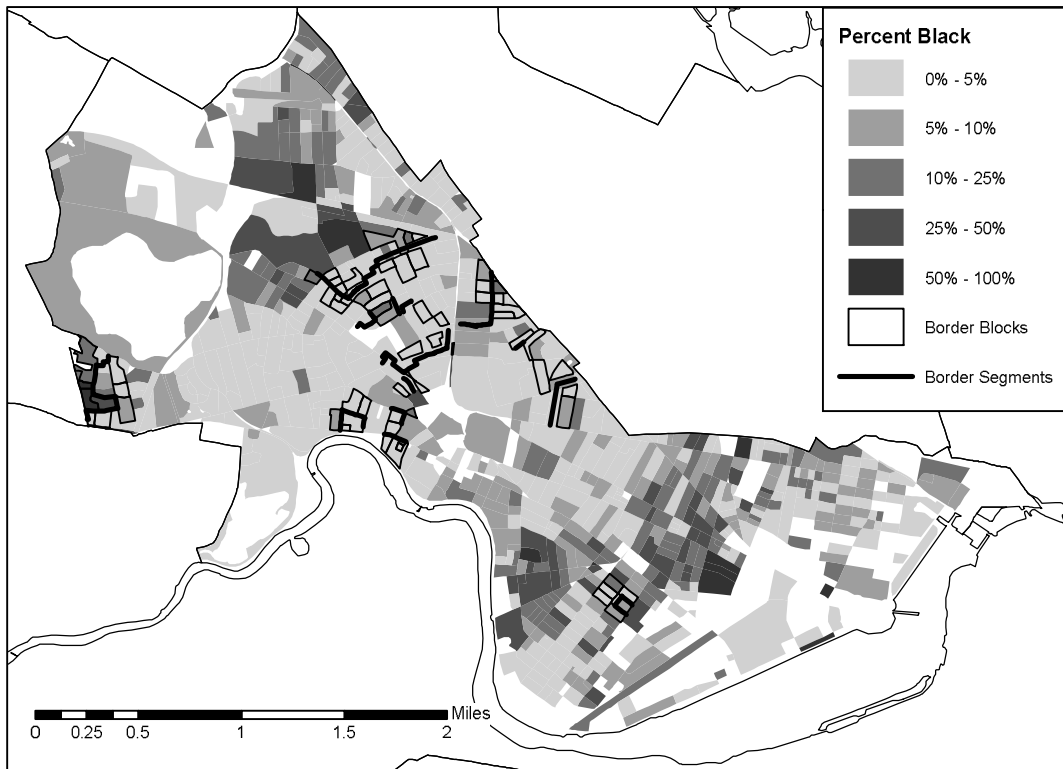 Percent Black
0% - 5%
5% - 10%
10% - 25%
25% - 50%
50% - 100%
Border Blocks
Border Segments
Miles
0 0.25 0.5 1 1.5 2